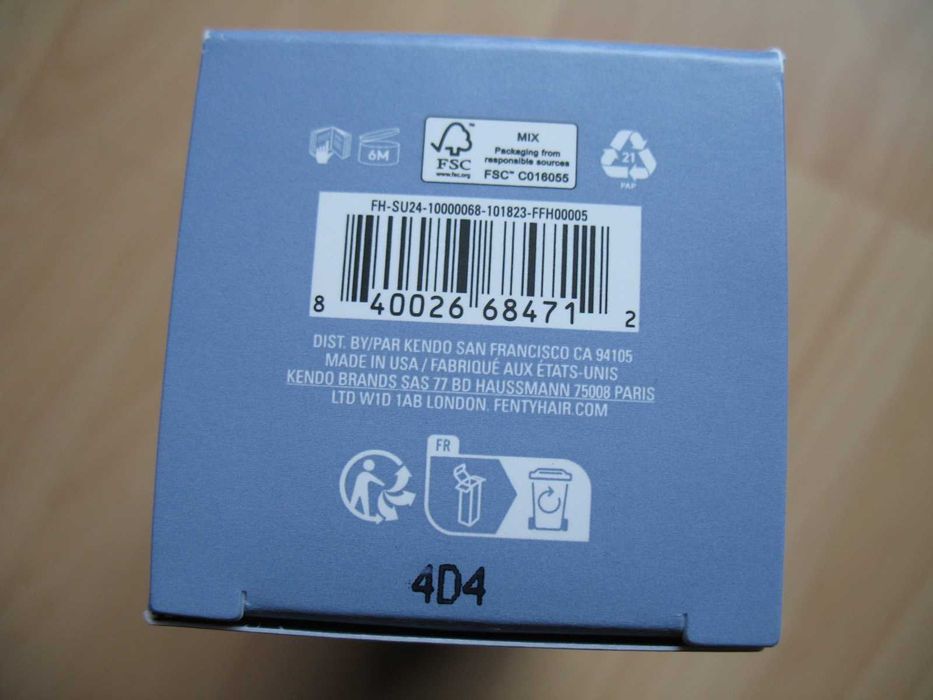 6M
FSC™
www.fsc.org
MIX
Packaging from
responsible sources
FSC™ C016055
21
PAP
FH-SU24-10000068-101823-FFH00005
8 40026 68471 2
DIST. BY/PAR KENDO SAN FRANCISCO CA 94105
MADE IN USA / FABRIQUÉ AUX ÉTATS-UNIS
KENDO BRANDS SAS 77 BD HAUSSMANN 75008 PARIS
LTD W1D 1AB LONDON. FENTYHAIR.COM
FR
4D4